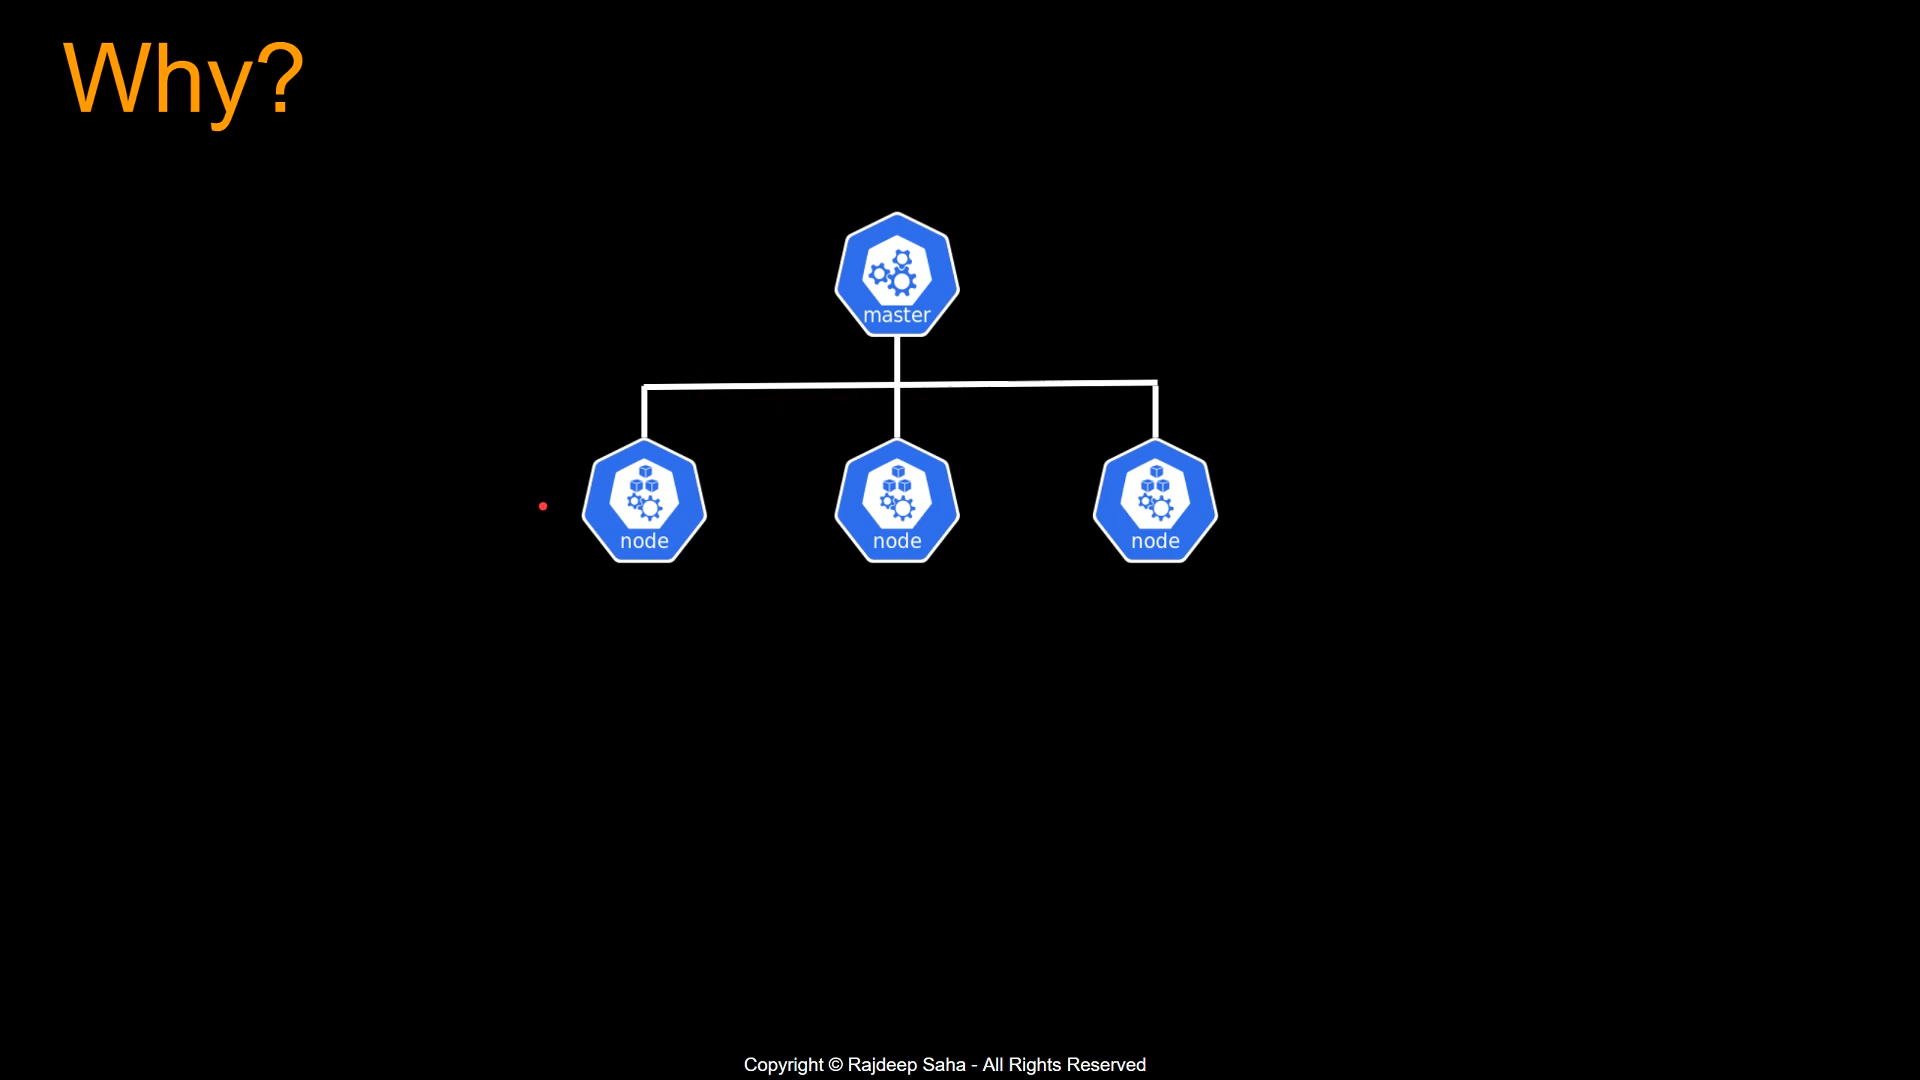 Why?
master
node
node
node
Copyright © Rajdeep Saha - All Rights Reserved